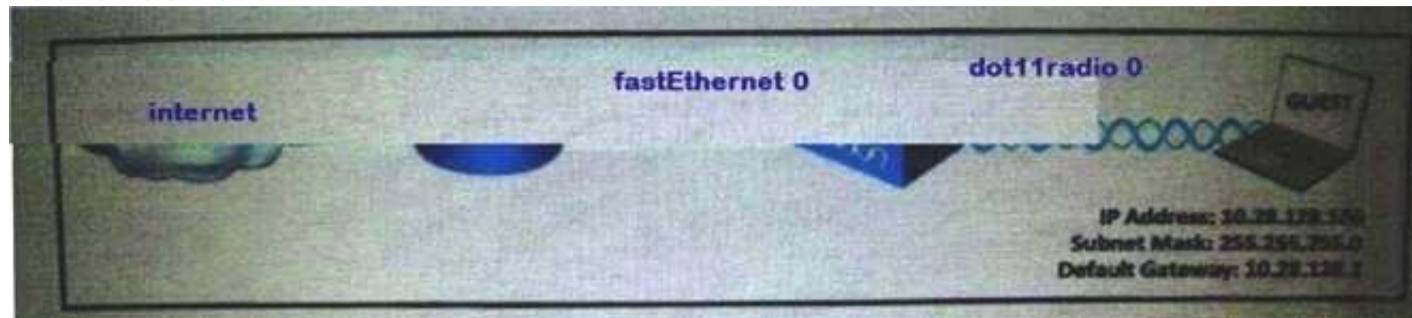 dot11radio 0
fastEthernet 0
internet
GUEST
IP Address:
Subnet Mask: 255.255.255.0
Default Gateway: